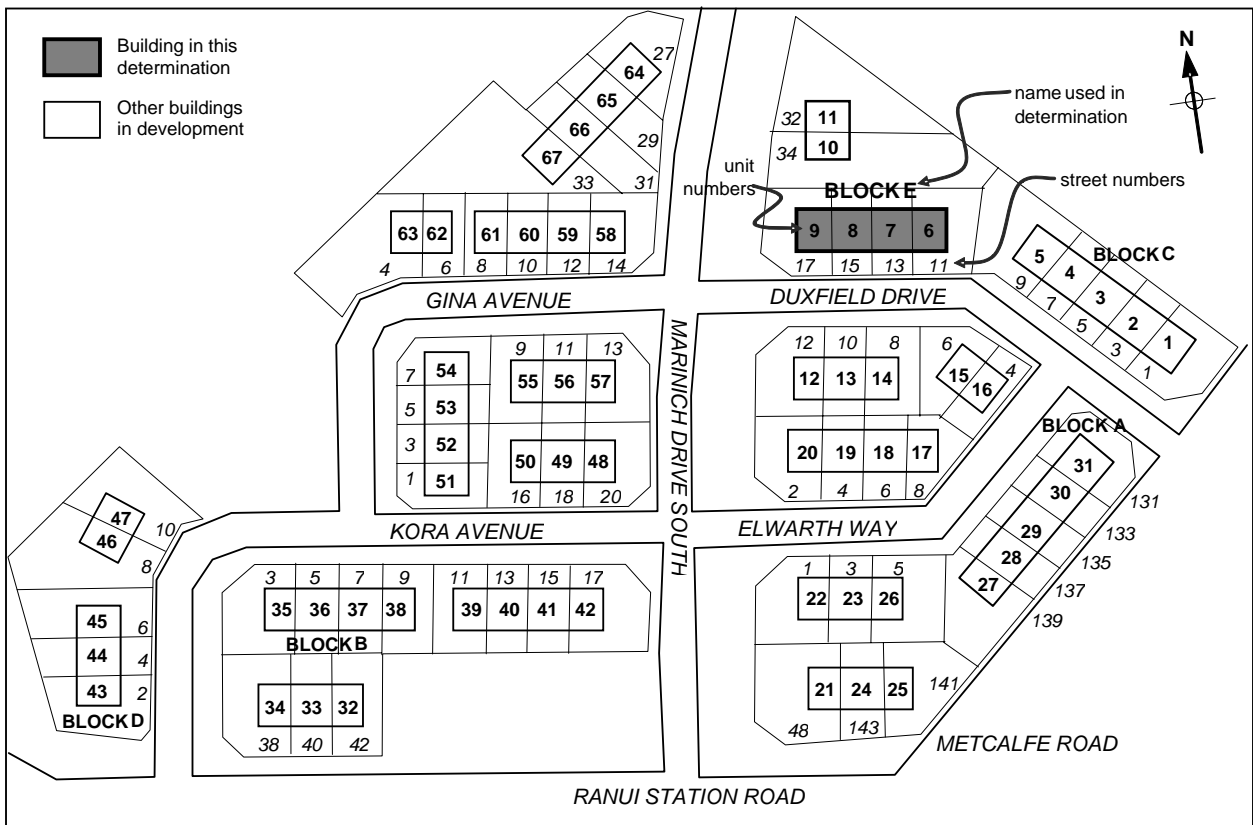 Building in this
determination
Other buildings
in development
N
name used in
determination
unit
numbers
street numbers
27
64
65
66
67
29
31
33
32
11
34
10
BLOCK E
9 8 7 6
17 15 13 11
BLOCK C
5 4 3 2 1
9 7 5 3 1
63 62 61 60 59 58
4 6 8 10 12 14
GINA AVENUE
DUXFIELD DRIVE
MARINICH DRIVE SOUTH
9 11 13
7 54
55 56 57
5 53
3 52
1 51
50 49 48
16 18 20
12 10 8 6 4
12 13 14 15 16
20 19 18 17
2 4 6 8
BLOCK A
31
30
29
28
27
131
133
135
137
139
KORA AVENUE
ELWARTH WAY
47 10
46
8
45 6
44 4
43 2
BLOCK D
3 5 7 9 11 13 15 17
35 36 37 38 39 40 41 42
BLOCK B
34 33 32
38 40 42
1 3 5
22 23 26
21 24 25
141
48 143
METCALFE ROAD
RANUI STATION ROAD